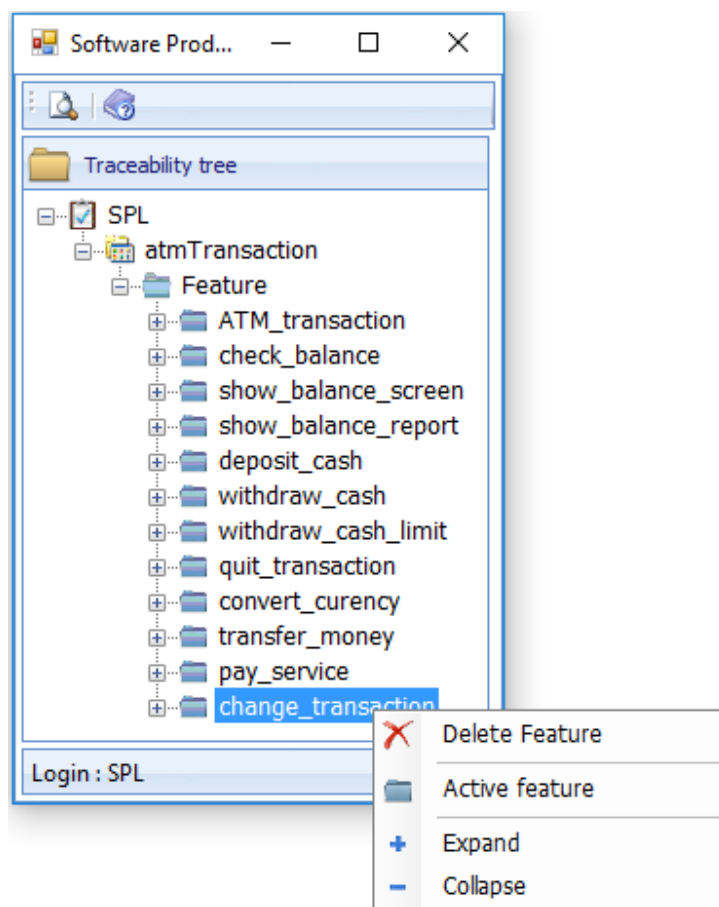 Software Prod...
Traceability tree
SPL
atmTransaction
Feature
ATM_transaction
check_balance
show_balance_screen
show_balance_report
deposit_cash
withdraw_cash
withdraw_cash_limit
quit_transaction
convert_curency
transfer_money
pay_service
change_transaction
Delete Feature
Login : SPL
Active feature
Expand
Collapse